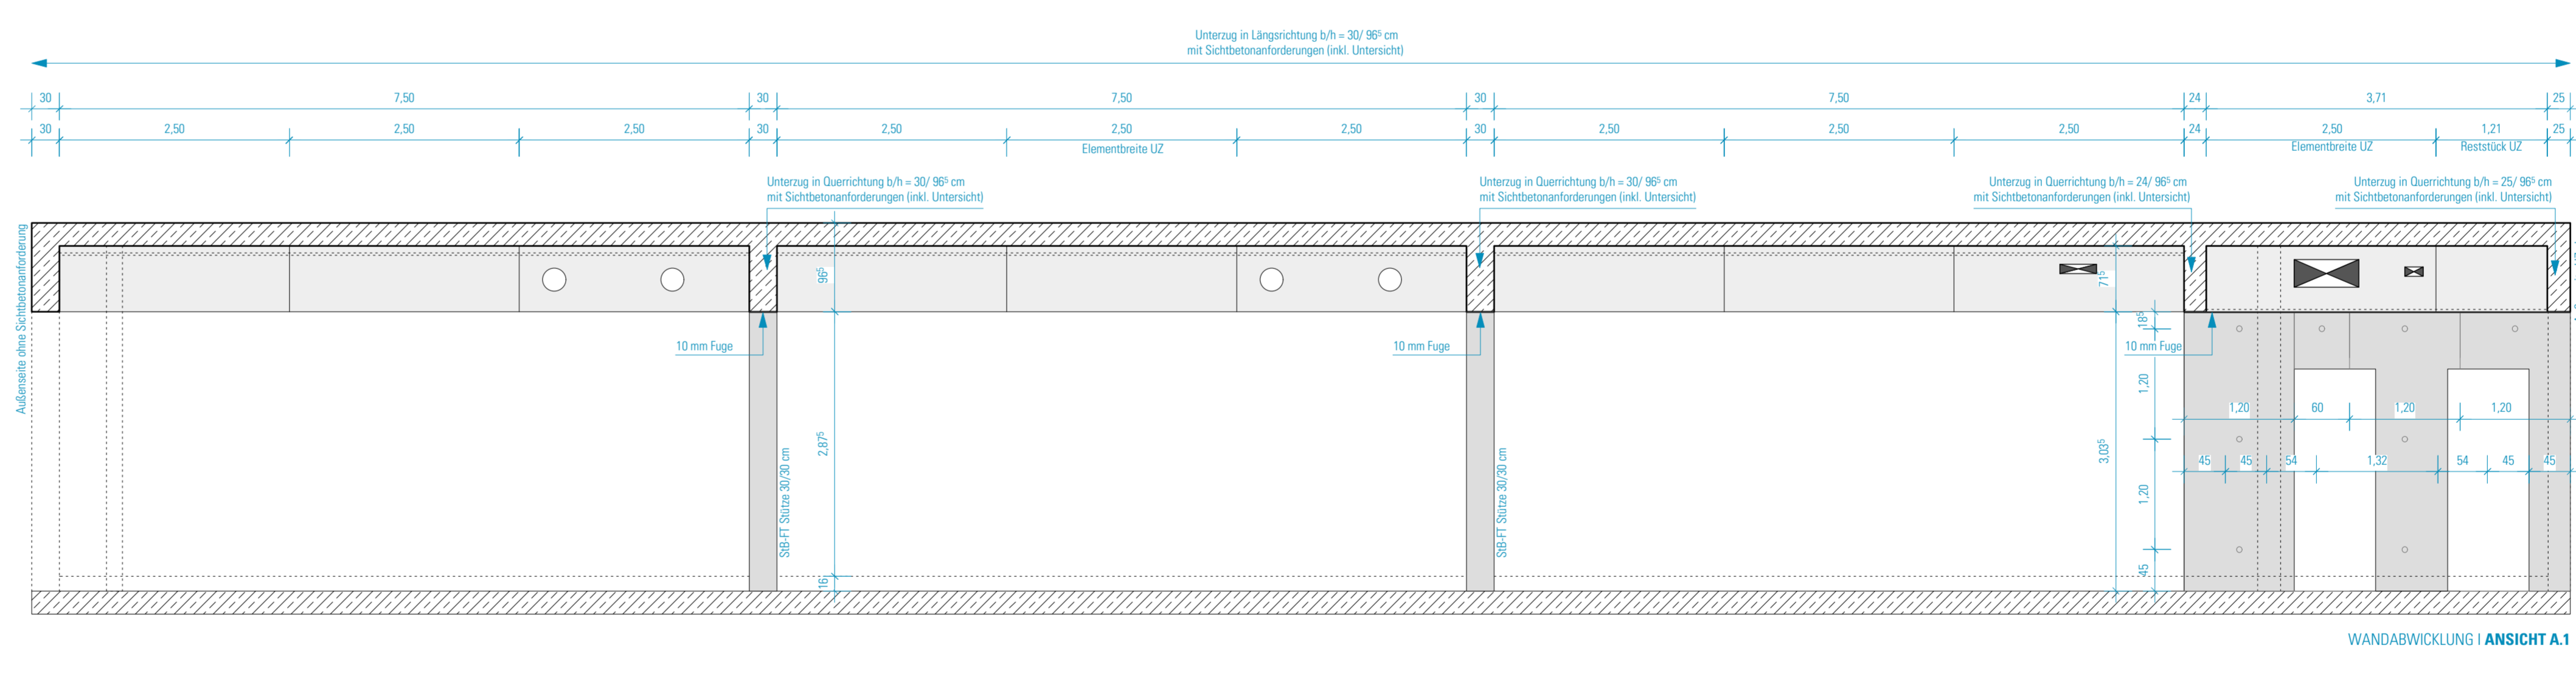 Unterzug in Längsrichtung b/h = 30/ 96⁵ cm
mit Sichtbetonanforderungen (inkl. Untersicht)
30 7,50 30 7,50 30 7,50 24 3,71 25
30 2,50 2,50 2,50 30 2,50 2,50 2,50 30 2,50 2,50 2,50 24 2,50 1,21 25
Elementbreite UZ Elementbreite UZ Reststück UZ
Unterzug in Querrichtung b/h = 30/ 96⁵ cm
mit Sichtbetonanforderungen (inkl. Untersicht)
Unterzug in Querrichtung b/h = 30/ 96⁵ cm
mit Sichtbetonanforderungen (inkl. Untersicht)
Unterzug in Querrichtung b/h = 24/ 96⁵ cm
mit Sichtbetonanforderungen (inkl. Untersicht)
Unterzug in Querrichtung b/h = 25/ 96⁵ cm
mit Sichtbetonanforderungen (inkl. Untersicht)
Außenseite ohne Sichtbetonanforderung
96⁵
71⁵
18⁵
10 mm Fuge
10 mm Fuge
10 mm Fuge
1,20
1,20 60 1,20 1,20
2,87⁵
3,03⁵
45 45 54 1,32 54 45 45
StB-FT Stütze 30/30 cm
StB-FT Stütze 30/30 cm
1,20
16
45
WANDABWICKLUNG I ANSICHT A.1